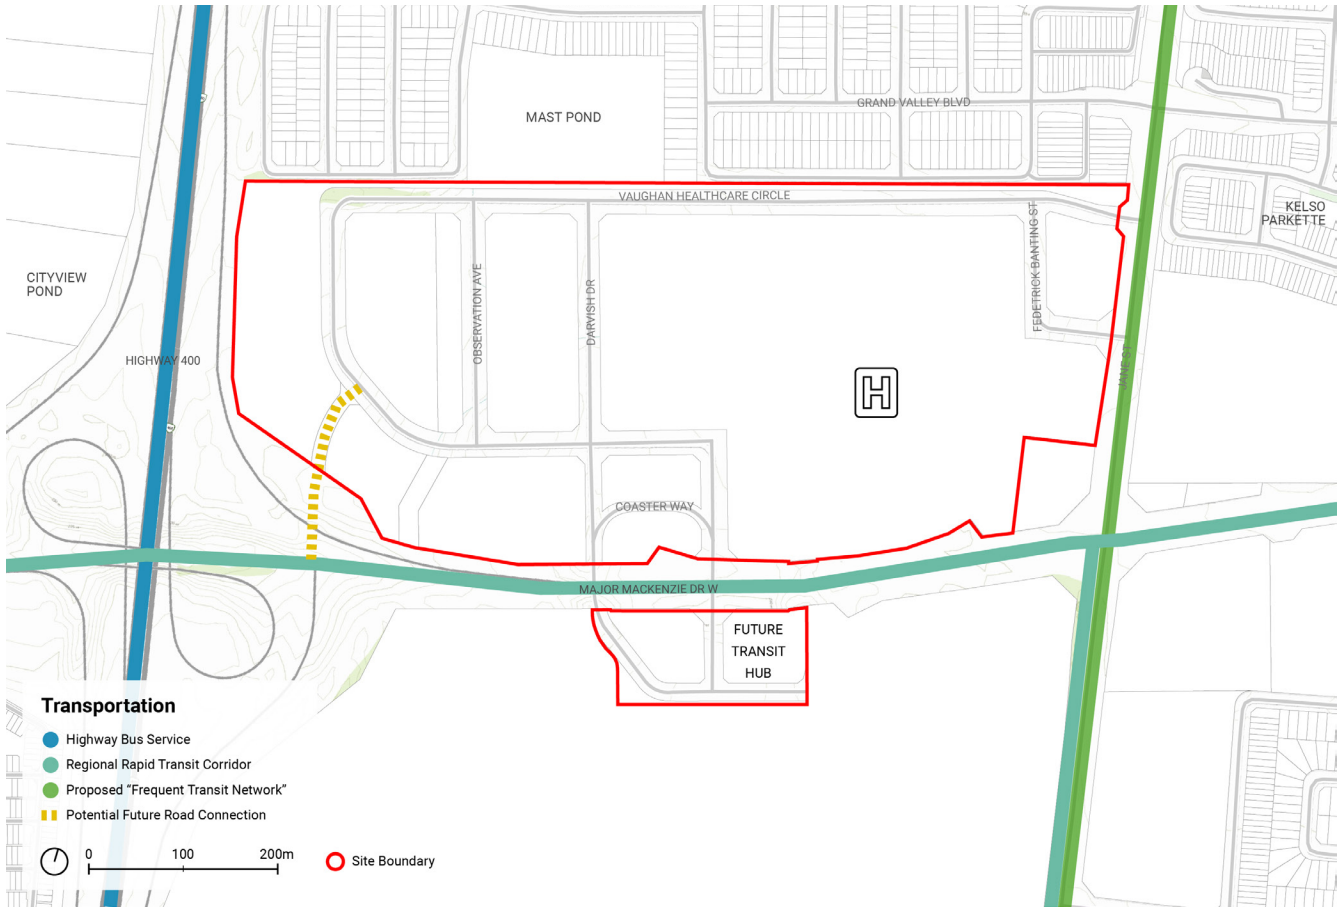 GRAND VALLEY BLVD
MAST POND
VAUGHAN HEALTHCARE CIRCLE
KELSO
PARKETTE
CITYVIEW
POND
OBSERVATION AVE
DARVISH DR
FEDETRICK BANTING ST
HIGHWAY 400
JANE ST
H
COASTER WAY
MAJOR MACKENZIE DR W
FUTURE
TRANSIT
HUB
Transportation
Highway Bus Service
Regional Rapid Transit Corridor
Proposed “Frequent Transit Network”
Potential Future Road Connection
0 100 200m
Site Boundary